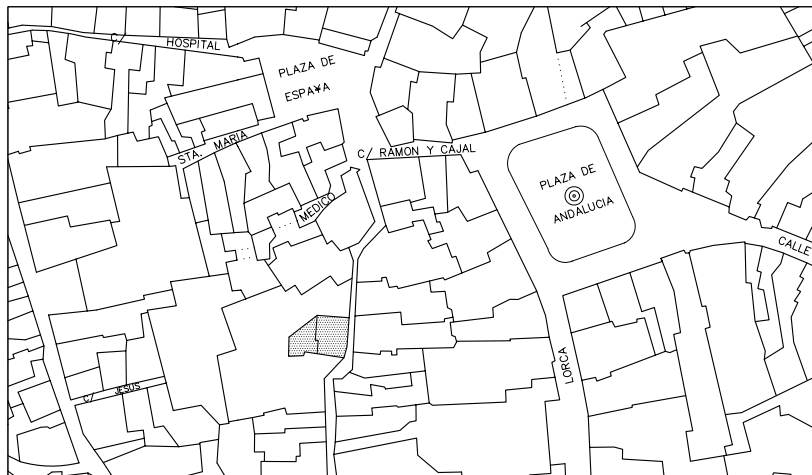 C/ HOSPITAL
PLAZA DE
ESPA¥A
STA. MARIA
C/ RAMON Y CAJAL
MEDICO
PLAZA DE
ANDALUCIA
CALLE
LORCA
C/ JESUS